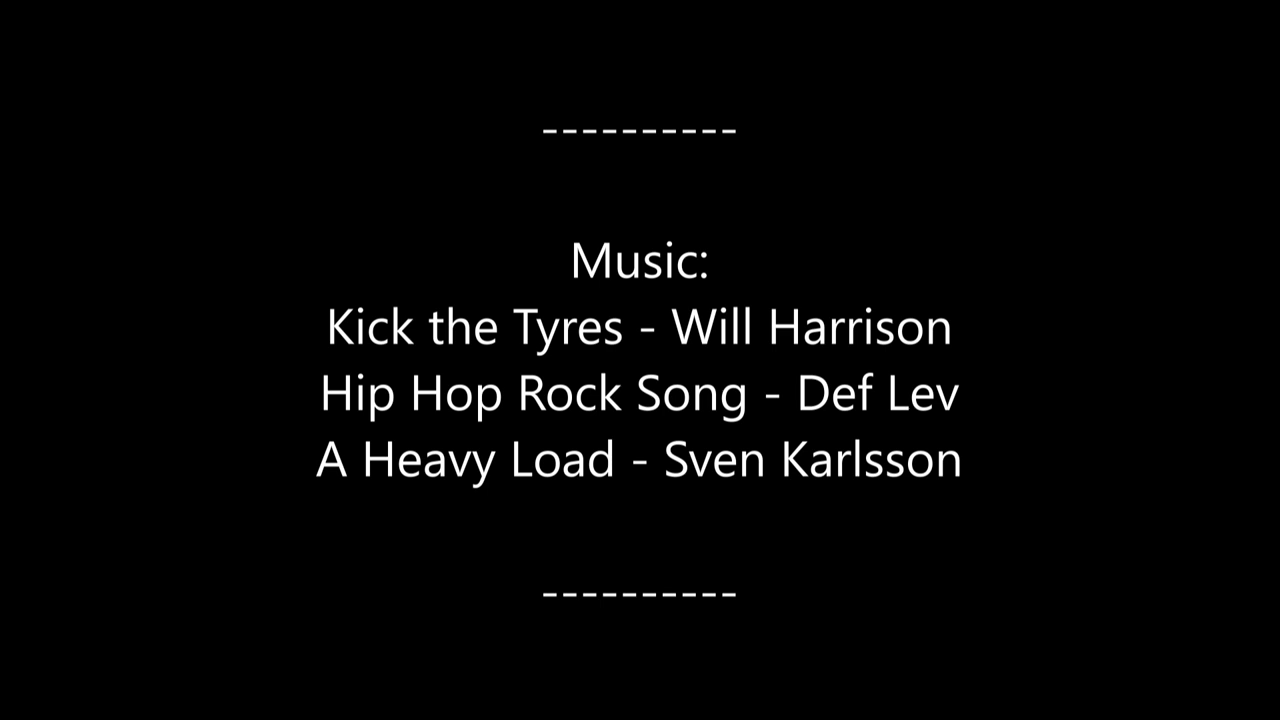 ----------
Music:
Kick the Tyres - Will Harrison
Hip Hop Rock Song - Def Lev
A Heavy Load - Sven Karlsson
----------